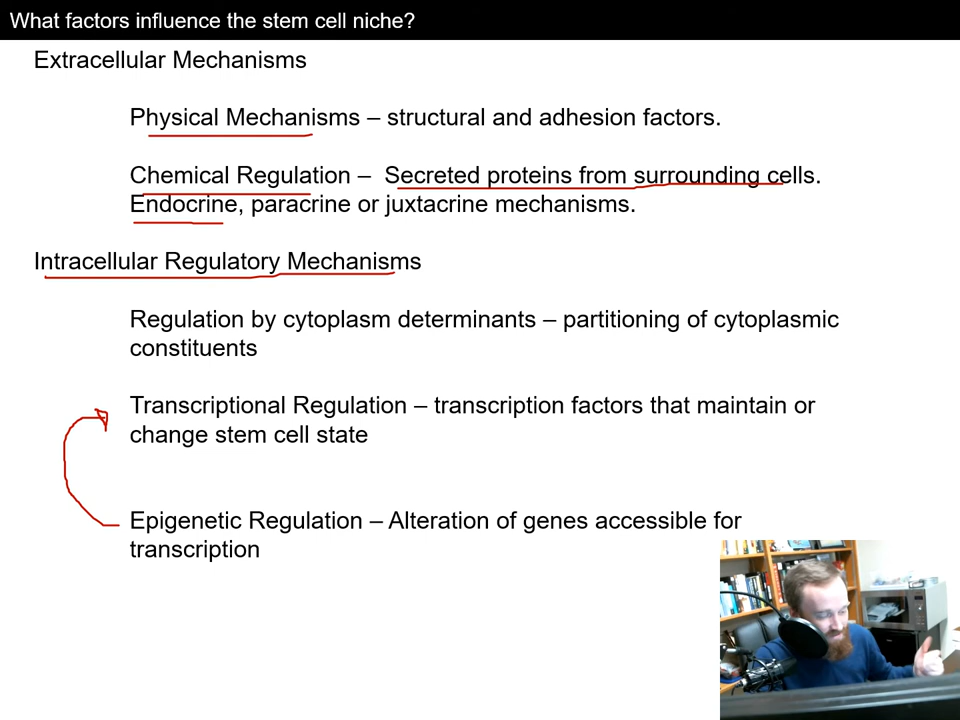 What factors influence the stem cell niche?
Extracellular Mechanisms
Physical Mechanisms – structural and adhesion factors.
Chemical Regulation –  Secreted proteins from surrounding cells.
Endocrine, paracrine or juxtacrine mechanisms.
Intracellular Regulatory Mechanisms
Regulation by cytoplasm determinants – partitioning of cytoplasmic
constituents
Transcriptional Regulation – transcription factors that maintain or
change stem cell state
Epigenetic Regulation – Alteration of genes accessible for
transcription